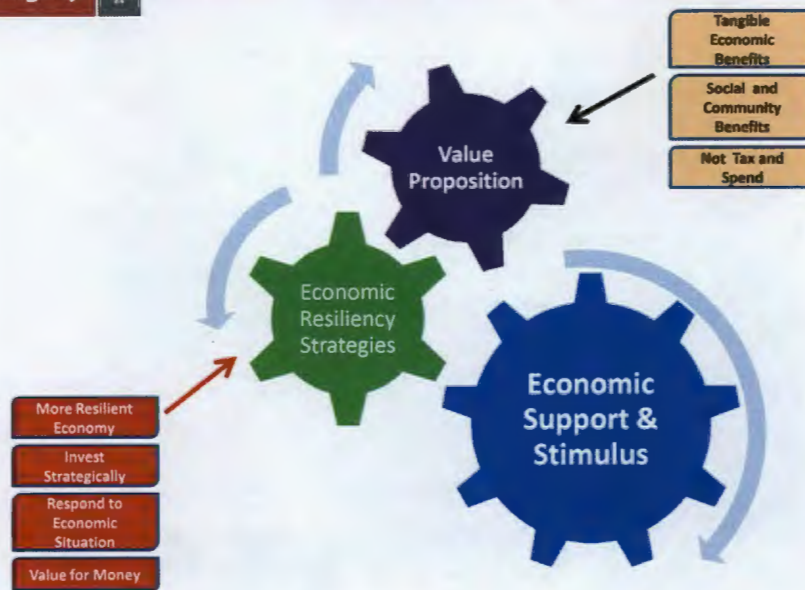 Tangible
Economic
Benefits
Social and
Community
Benefits
Not Tax and
Spend
Value
Proposition
Economic
Resiliency
Strategies
Economic
Support &
Stimulus
More Resilient
Economy
Invest
Strategically
Respond to
Economic
Situation
Value for Money